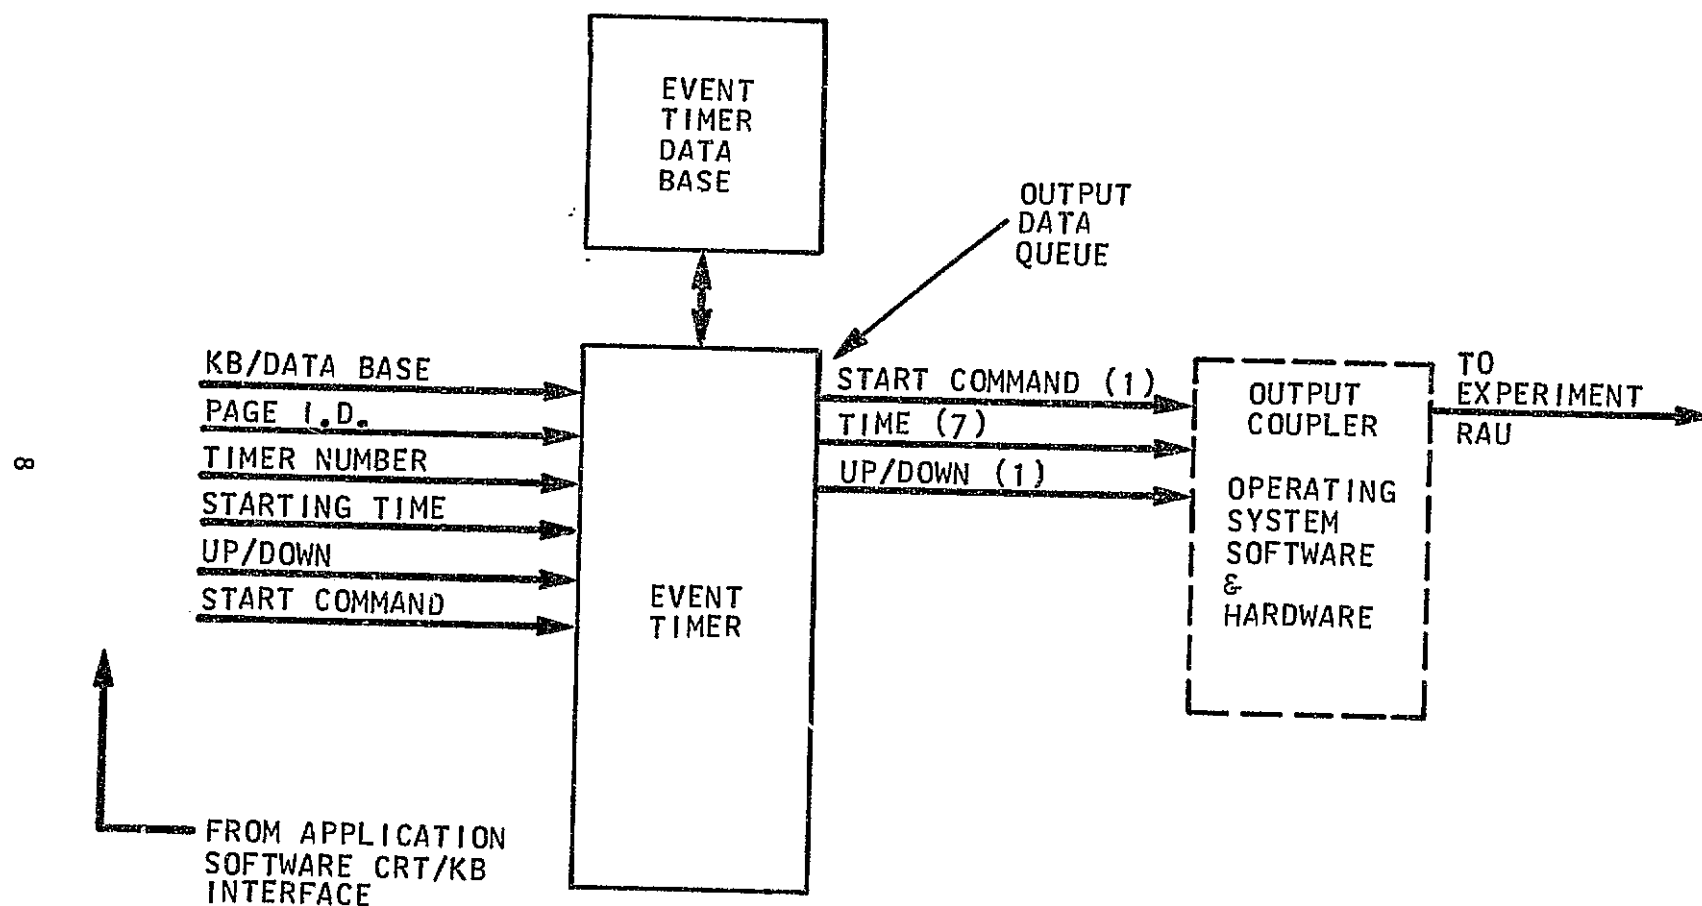 EVENT
TIMER
DATA
BASE
OUTPUT
DATA
QUEUE
KB/DATA BASE
PAGE I.D.
TIMER NUMBER
STARTING TIME
UP/DOWN
START COMMAND
START COMMAND (1)
TIME (7)
UP/DOWN (1)
EVENT
TIMER
OUTPUT
COUPLER
OPERATING
SYSTEM
SOFTWARE
&
HARDWARE
TO
EXPERIMENT
RAU
FROM APPLICATION
SOFTWARE CRT/KB
INTERFACE
8